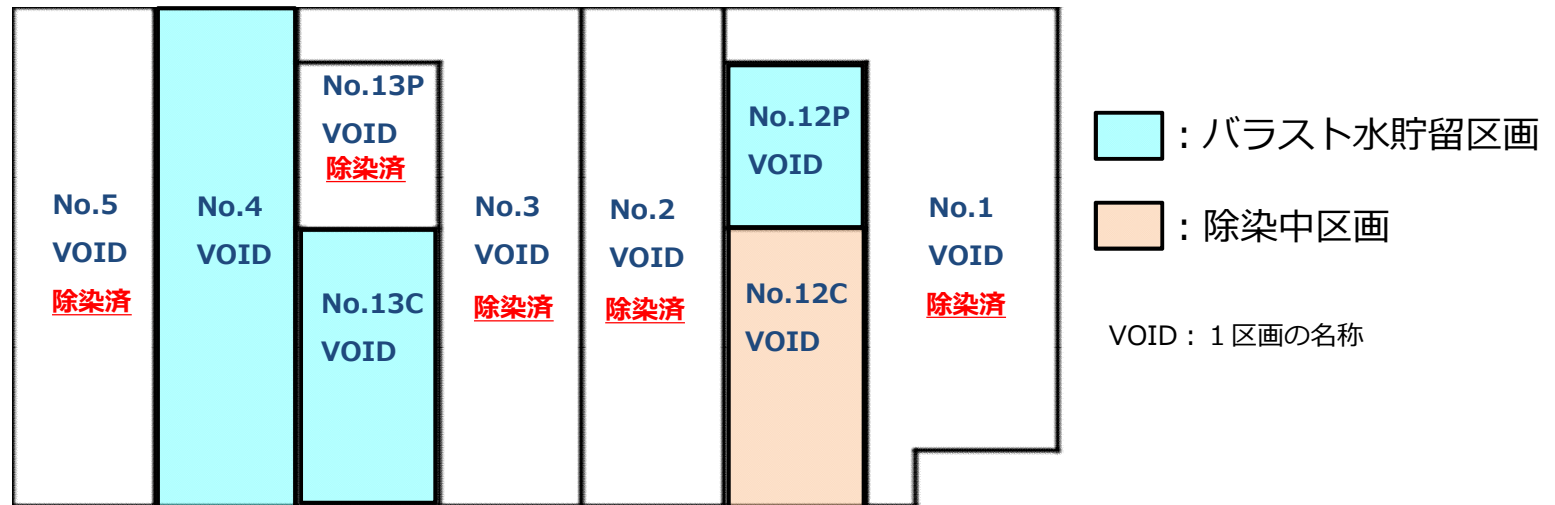 No.5
VOID
除染済
No.4
VOID
No.13P
VOID
除染済
No.13C
VOID
No.3
VOID
除染済
No.2
VOID
除染済
No.12P
VOID
No.12C
VOID
No.1
VOID
除染済
：バラスト水貯留区画
：除染中区画
VOID：１区画の名称